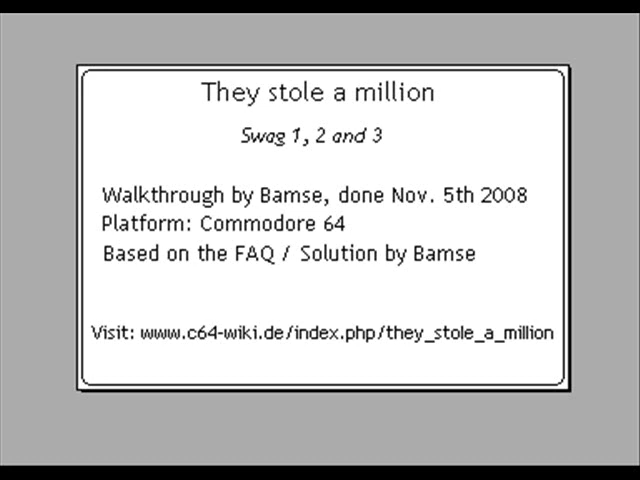 They stole a million
Swag 1, 2 and 3
Walkthrough by Bamse, done Nov. 5th 2008
Platform: Commodore 64
Based on the FAQ / Solution by Bamse
Visit: www.c64-wiki.de/index.php/they_stole_a_million